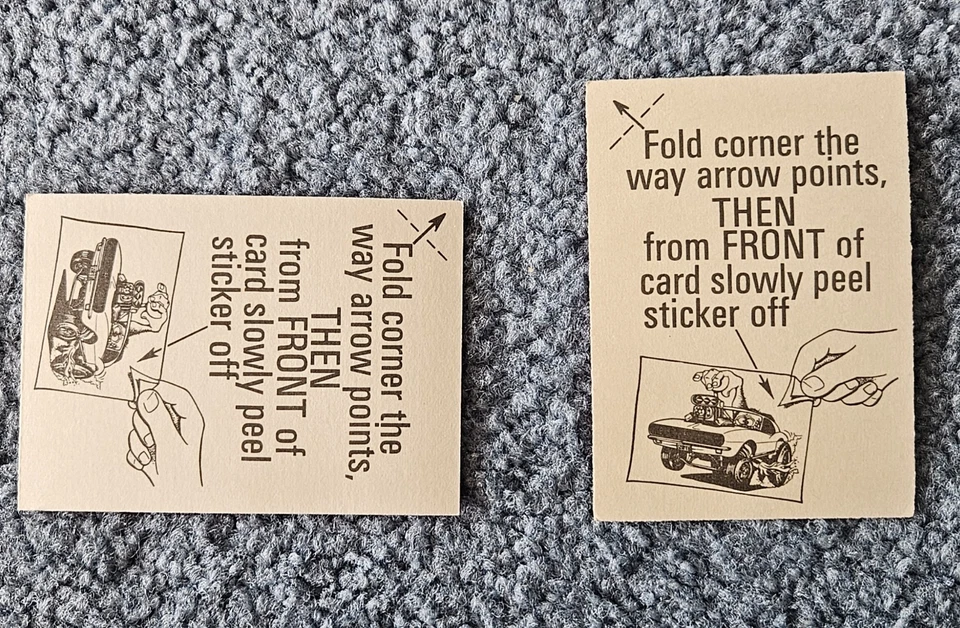 Fold corner the
way arrow points,
THEN
from FRONT of
card slowly peel
sticker off
Fold corner the
way arrow points,
THEN
from FRONT of
card slowly peel
sticker off